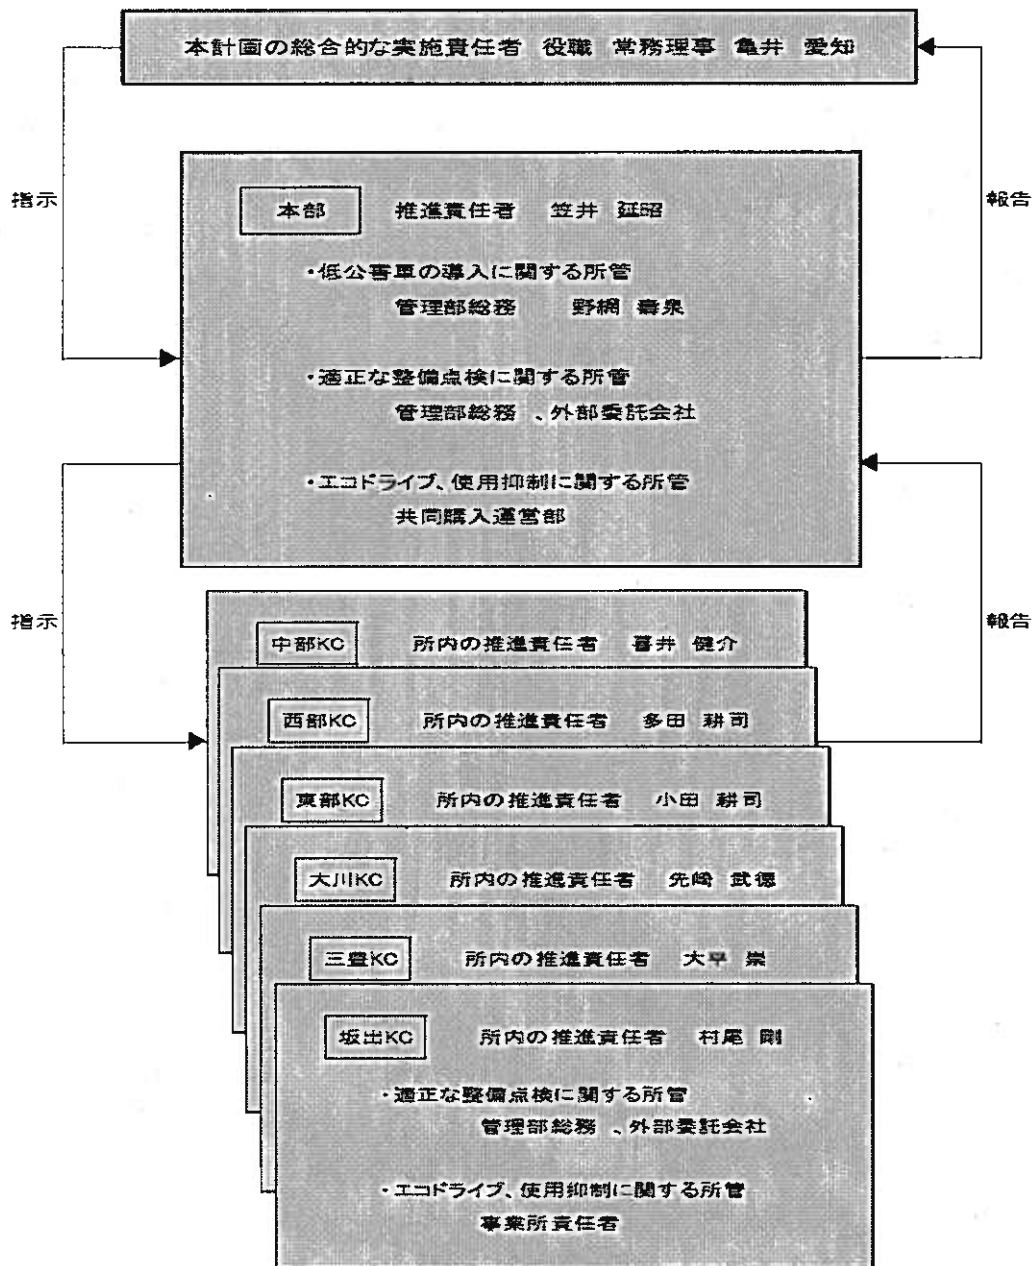 本計画の総合的な実施責任者 役職 常務理事 亀井 愛知
指示
報告
本部 推進責任者 笠井 延昭
・低公害車の導入に関する所管
管理部総務 野網 壽泉
・適正な整備点検に関する所管
管理部総務 、外部委託会社
・エコドライブ、使用抑制に関する所管
共同購入運営部
指示
報告
中部KC 所内の推進責任者 喜井 健介
西部KC 所内の推進責任者 多田 耕司
東部KC 所内の推進責任者 小田 耕司
大川KC 所内の推進責任者 先﨑 武徳
三豊KC 所内の推進責任者 大平 崇
坂出KC 所内の推進責任者 村尾 剛
・適正な整備点検に関する所管
管理部総務 、外部委託会社
・エコドライブ、使用抑制に関する所管
事業所責任者